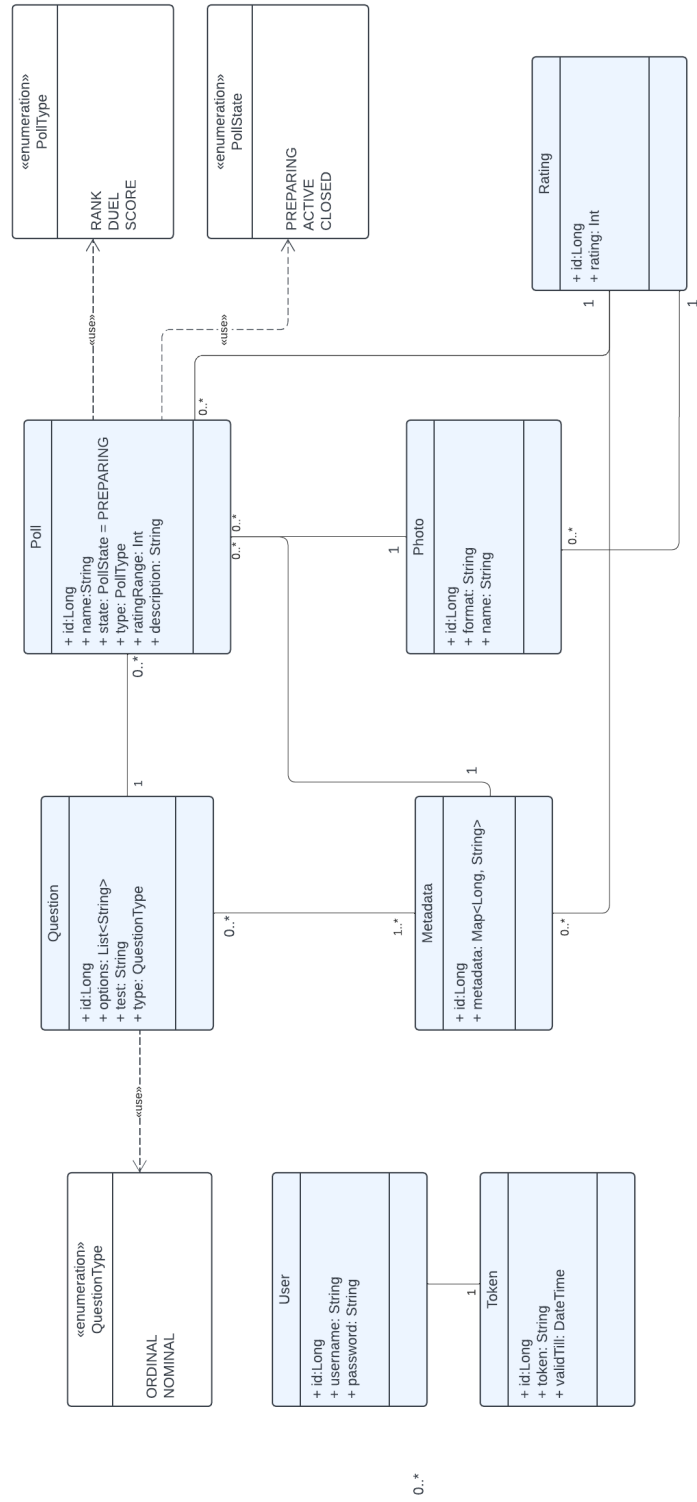 «enumeration»
QuestionType
ORDINAL
NOMINAL
«use»
Question
+ id:Long
+ options: List<String>
+ test: String
+ type: QuestionType
1
0..*
Poll
+ id:Long
+ name:String
+ state: PollState = PREPARING
+ type: PollType
+ ratingRange: Int
+ description: String
«use»
«enumeration»
PollType
RANK
DUEL
SCORE
«use»
«enumeration»
PollState
PREPARING
ACTIVE
CLOSED
0..*
0..*
0..*
0..*
User
+ id:Long
+ username: String
+ password: String
0..*
1
Token
+ id:Long
+ token: String
+ validTill: DateTime
1..*
Metadata
+ id:Long
+ metadata: Map<Long, String>
1
0..*
1
Photo
+ id:Long
+ format: String
+ name: String
0..*
Rating
+ id:Long
+ rating: Int
1
1